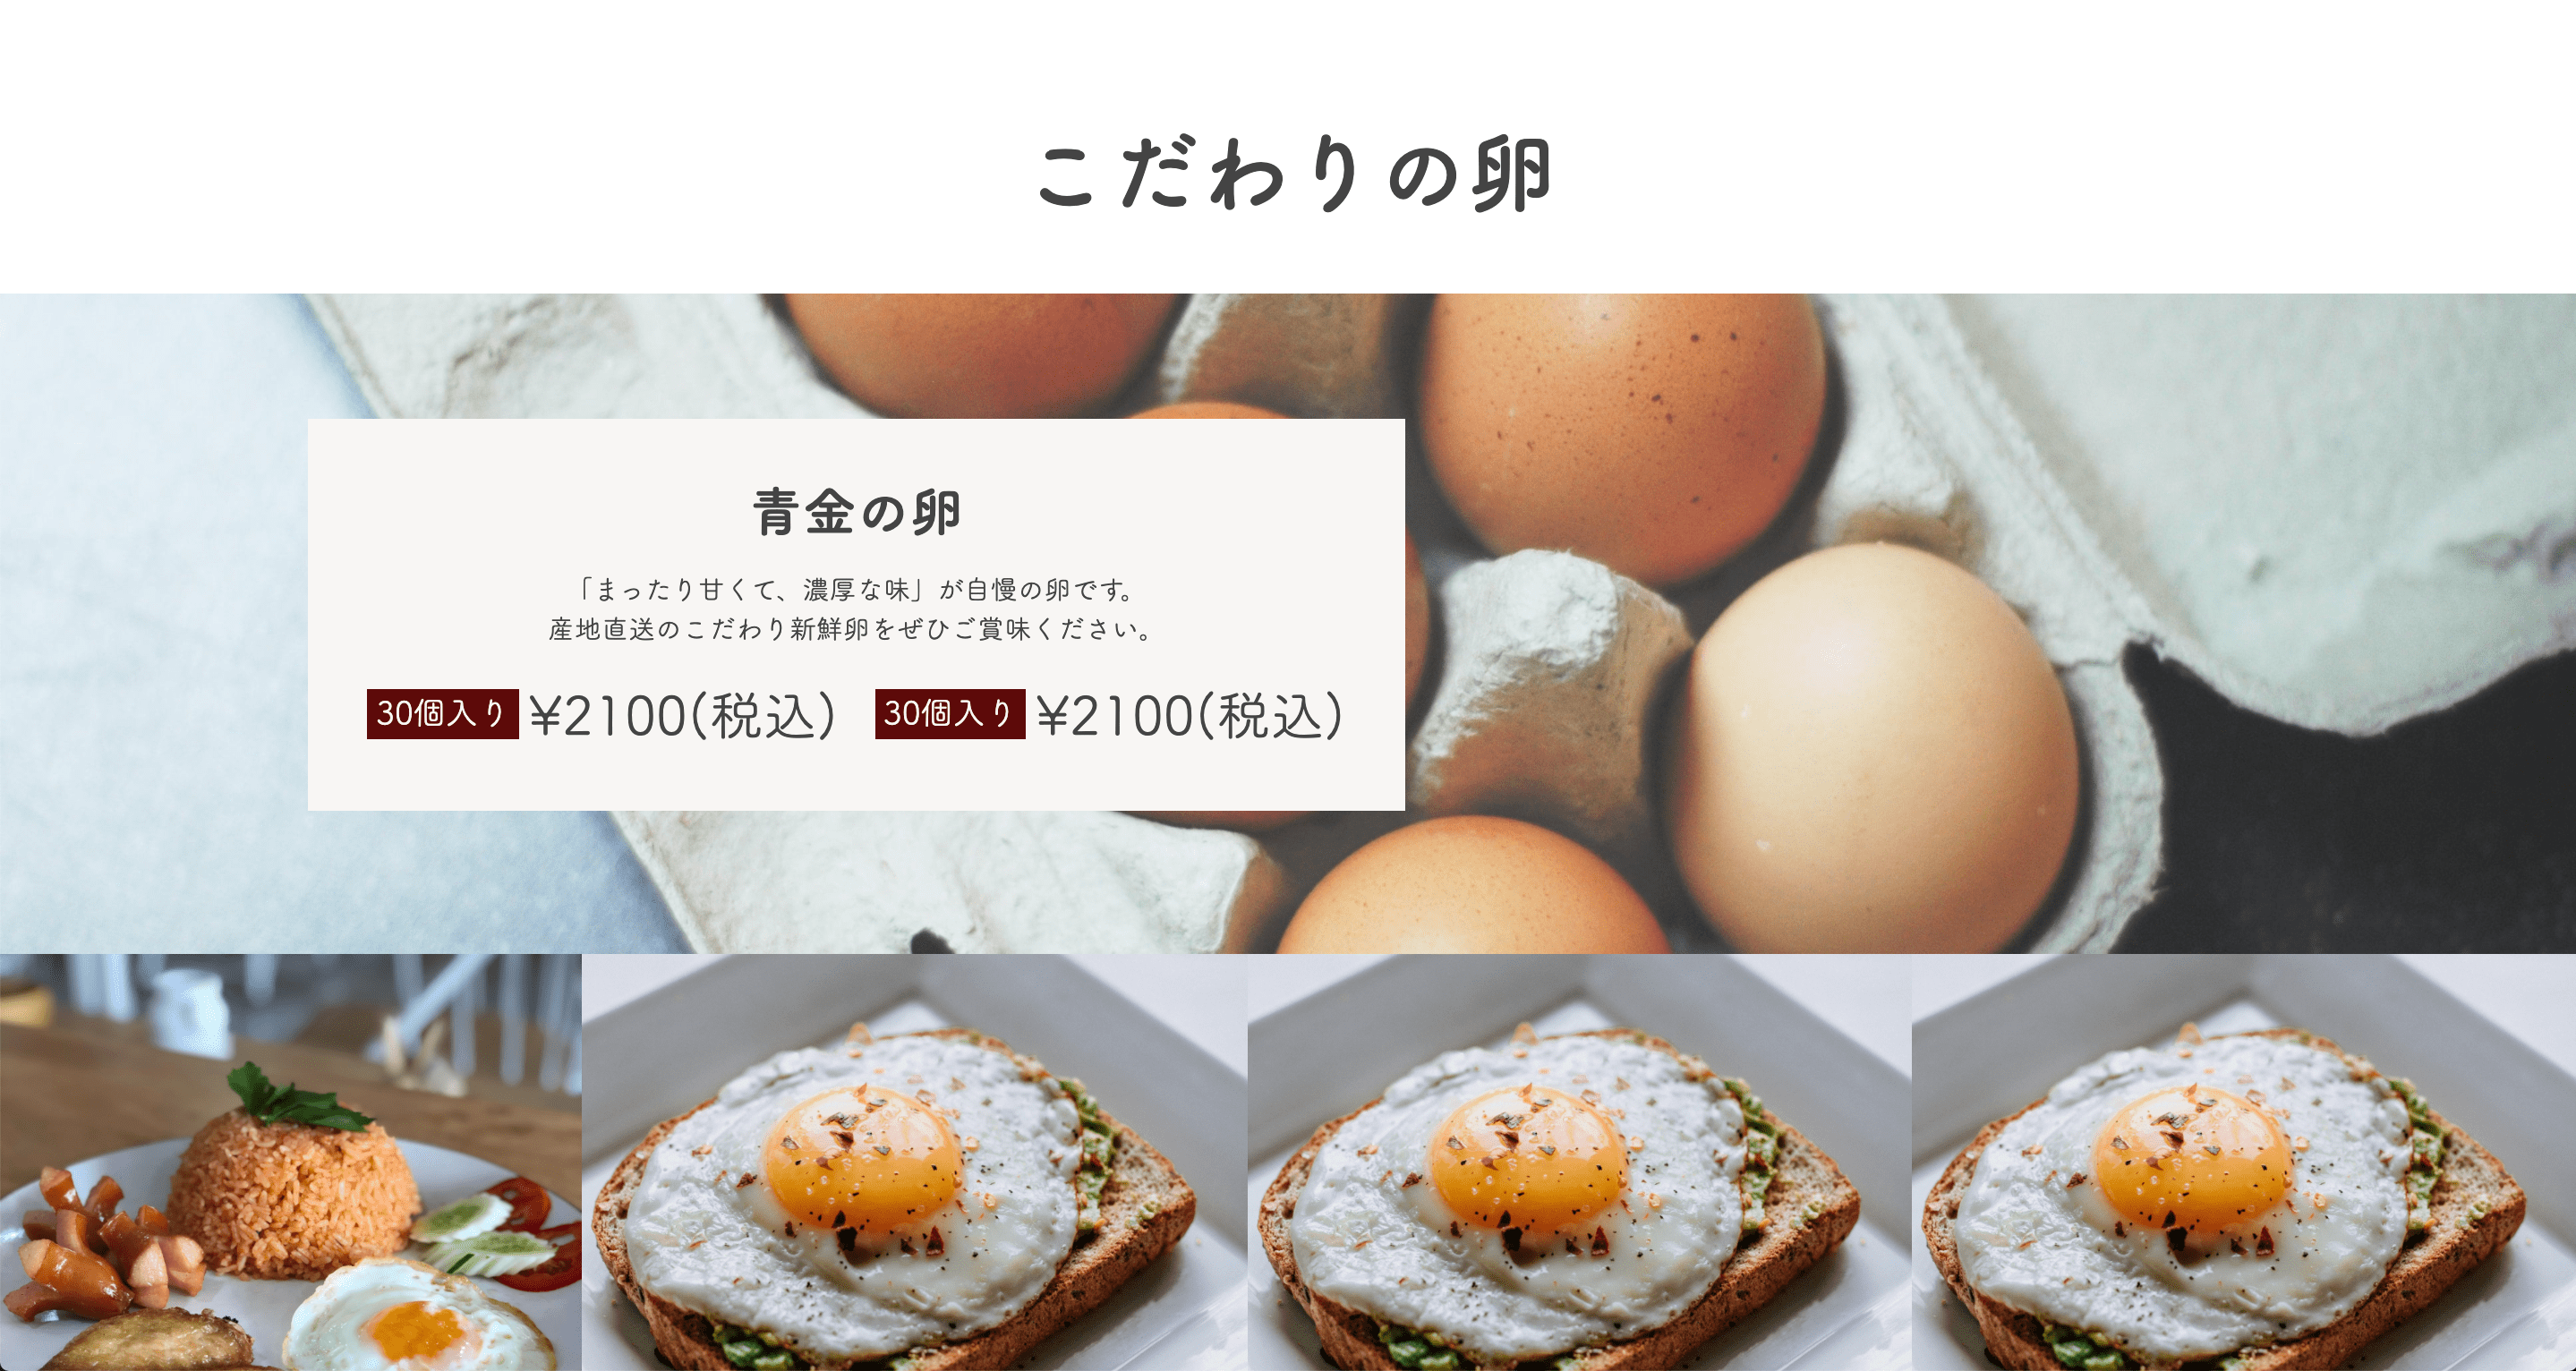 こだわりの卵
青金の卵
「まったり甘くて、濃厚な味」が自慢の卵です。
産地直送のこだわり新鮮卵をぜひご賞味ください。
30個入り ¥2100(税込) 30個入り ¥2100(税込)